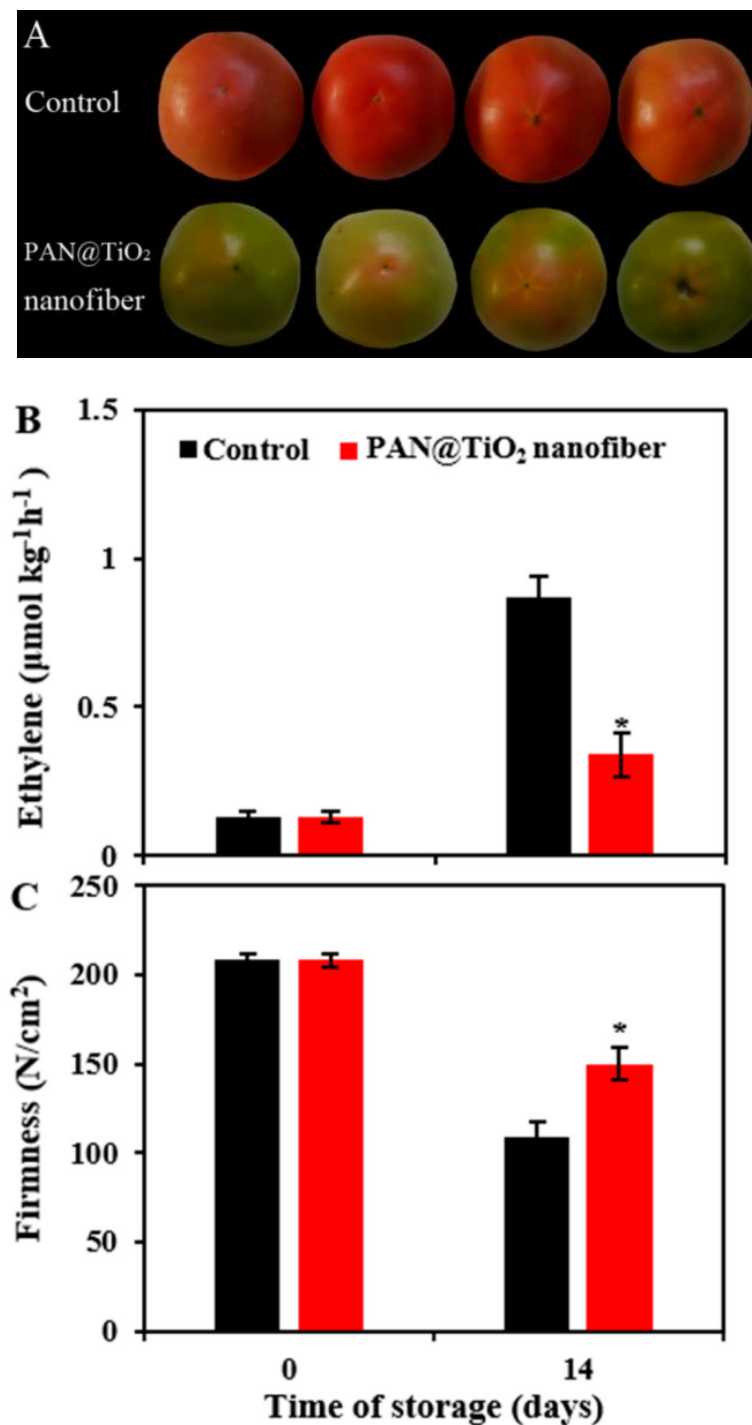 A
Control
PAN@TiO₂
nanofiber
B
Ethylene (µmol kg⁻¹h⁻¹)
1.5
1
0.5
0
Control
PAN@TiO₂ nanofiber
*
C
Firmness (N/cm²)
250
200
150
100
50
0
*
0 14
Time of storage (days)